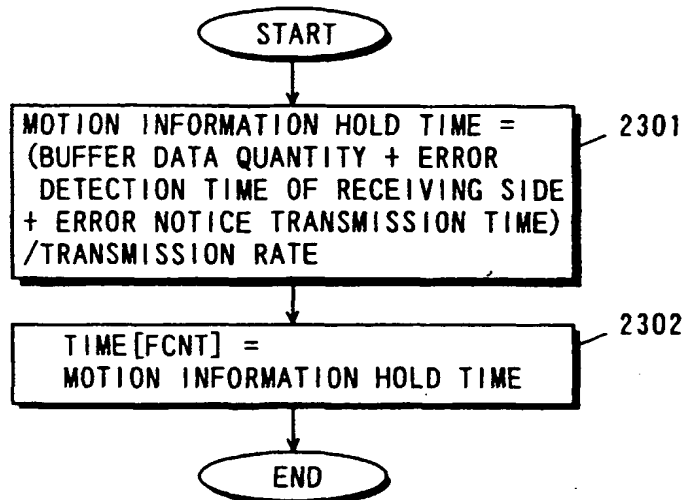 START
MOTION INFORMATION HOLD TIME =
(BUFFER DATA QUANTITY + ERROR
DETECTION TIME OF RECEIVING SIDE
+ ERROR NOTICE TRANSMISSION TIME)
/TRANSMISSION RATE
2301
TIME[FCNT] =
MOTION INFORMATION HOLD TIME
2302
END